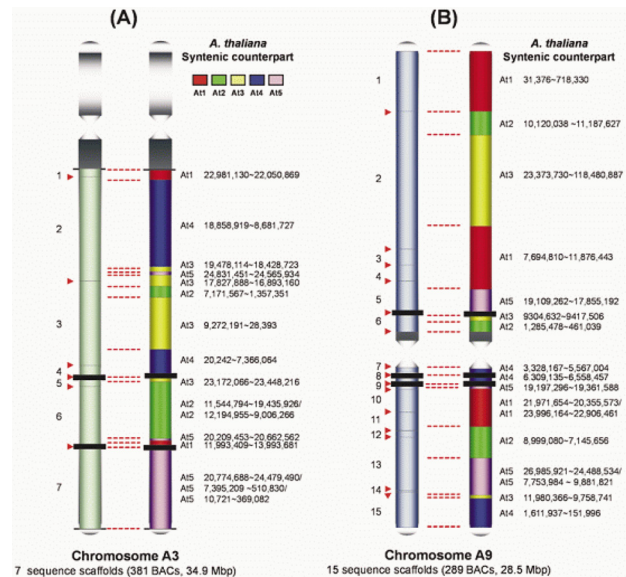 (A)
A. thaliana
Syntenic counterpart
At1 At2 At3 At4 At5
1
At1 22,981,130~22,050,869
2
At4 18,858,919~8,681,727
At3 19,478,114~18,428,723
At5 24,831,451~24,565,934
At3 17,827,888~16,893,160
At2 7,171,567~1,357,351
3
At3 9,272,191~28,393
4
At4 20,242~7,366,064
5
At3 23,172,066~23,448,216
6
At2 11,544,794~19,435,926/
At2 12,194,955~9,006,266
At5 20,209,453~20,662,562
At1 11,993,409~13,993,681
7
At5 20,774,688~24,479,490/
At5 7,395,209~510,830/
At5 10,721~369,082
Chromosome A3
7 sequence scaffolds (381 BACs, 34.9 Mbp)
(B)
A. thaliana
Syntenic counterpart
1
At1 31,376~718,330
At2 10,120,038~11,187,627
2
At3 23,373,730~118,480,887
3
At1 7,694,810~11,876,443
4
5
At5 19,109,262~17,855,192
6
At3 9304,632~9417,506
At2 1,285,478~461,039
7
At4 3,328,167~5,567,004
8
At4 6,309,135~6,558,457
9
At5 19,197,296~19,361,588
10
At1 21,971,654~20,355,573/
11
At1 23,996,164~22,906,461
12
At2 8,999,080~7,145,656
13
At5 26,985,921~24,488,534/
At5 7,753,984~9,881,821
14
At3 11,980,366~9,758,741
15
At4 1,611,937~151,996
Chromosome A9
15 sequence scaffolds (289 BACs, 28.5 Mbp)